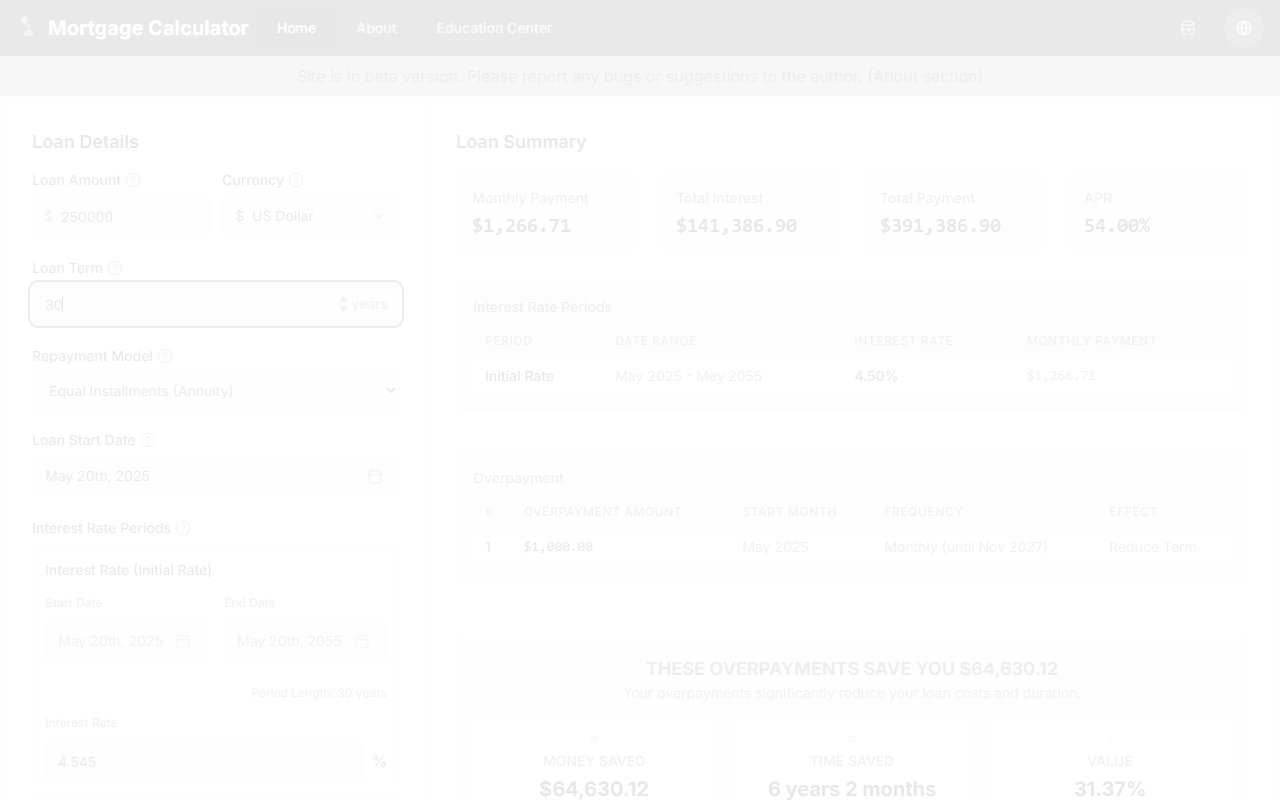 Mortgage Calculator Home About Education Center
Site is in beta version. Please report any bugs or suggestions to the author. (About section)
Loan Details
Loan Amount ?
Currency ?
$ 250000
$ US Dollar
Loan Term ?
30
years
Repayment Model ?
Equal Installments (Annuity)
Loan Start Date ?
May 20th, 2025
Interest Rate Periods ?
Interest Rate (Initial Rate)
Start Date
End Date
May 20th, 2025
May 20th, 2055
Period Length: 30 years
Interest Rate
4.545
%
Loan Summary
Monthly Payment
$1,266.71
Total Interest
$141,386.90
Total Payment
$391,386.90
APR
54.00%
Interest Rate Periods
PERIOD DATE RANGE INTEREST RATE MONTHLY PAYMENT
Initial Rate May 2025 - May 2055 4.50% $1,266.71
Overpayment
# OVERPAYMENT AMOUNT START MONTH FREQUENCY EFFECT
1 $1,000.00 May 2025 Monthly (until Nov 2027) Reduce Term
THESE OVERPAYMENTS SAVE YOU $64,630.12
Your overpayments significantly reduce your loan costs and duration.
MONEY SAVED
$64,630.12
TIME SAVED
6 years 2 months
VALUE
31.37%